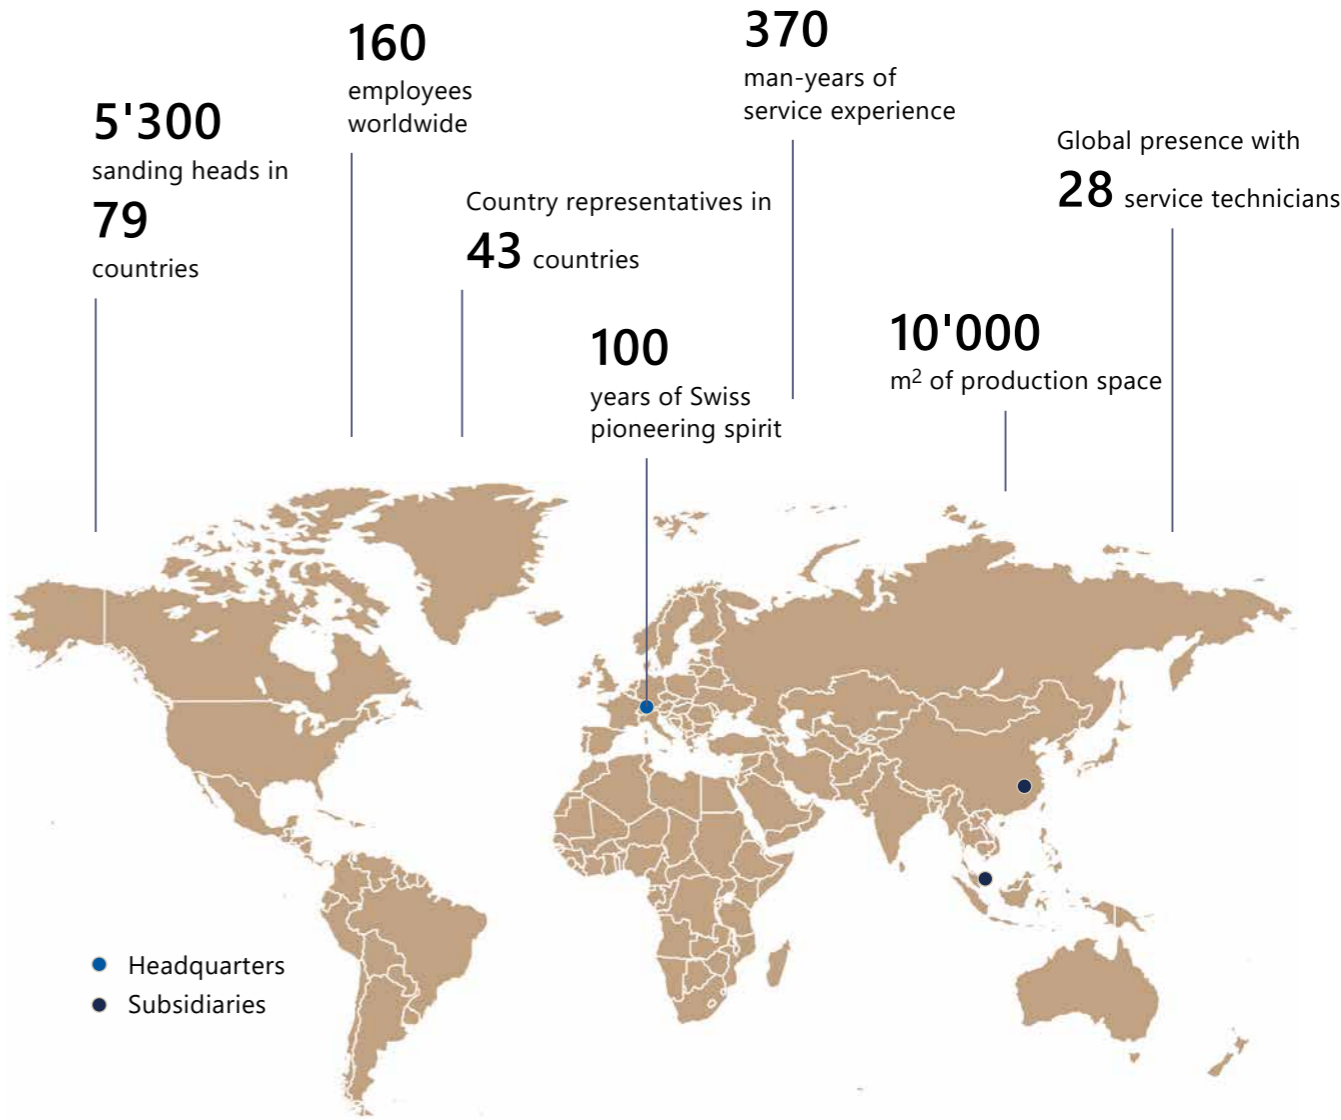 5'300
sanding heads in
79
countries
160
employees
worldwide
Country representatives in
43 countries
100
years of Swiss
pioneering spirit
370
man-years of
service experience
10'000
m² of production space
Global presence with
28 service technicians
Headquarters
Subsidiaries